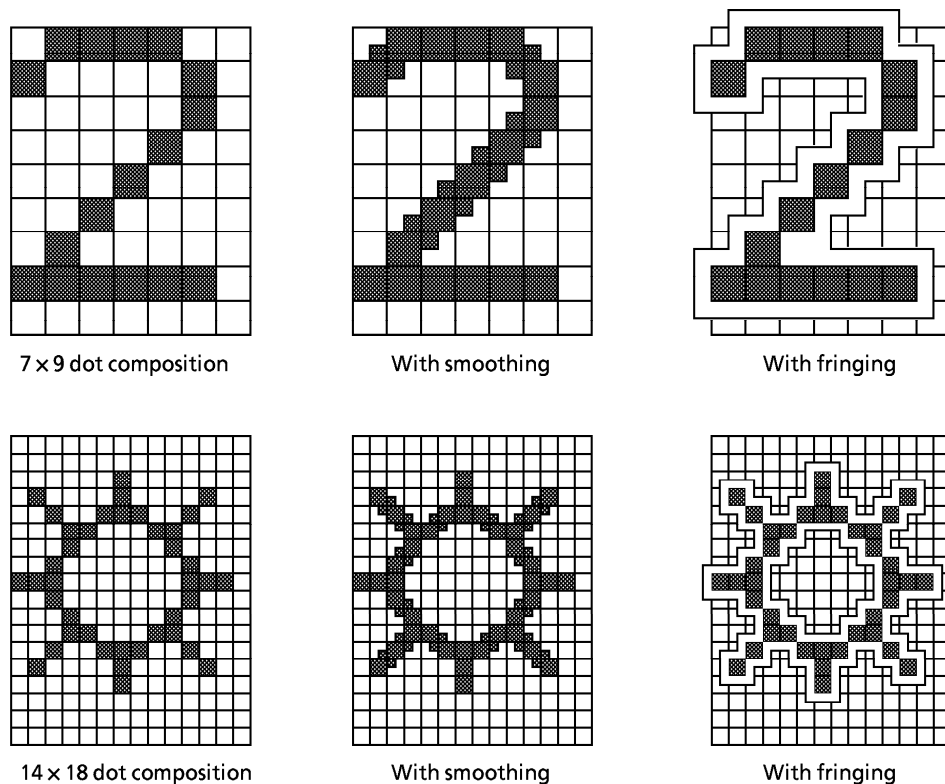 7 × 9 dot composition
With smoothing
With fringing
14 × 18 dot composition
With smoothing
With fringing